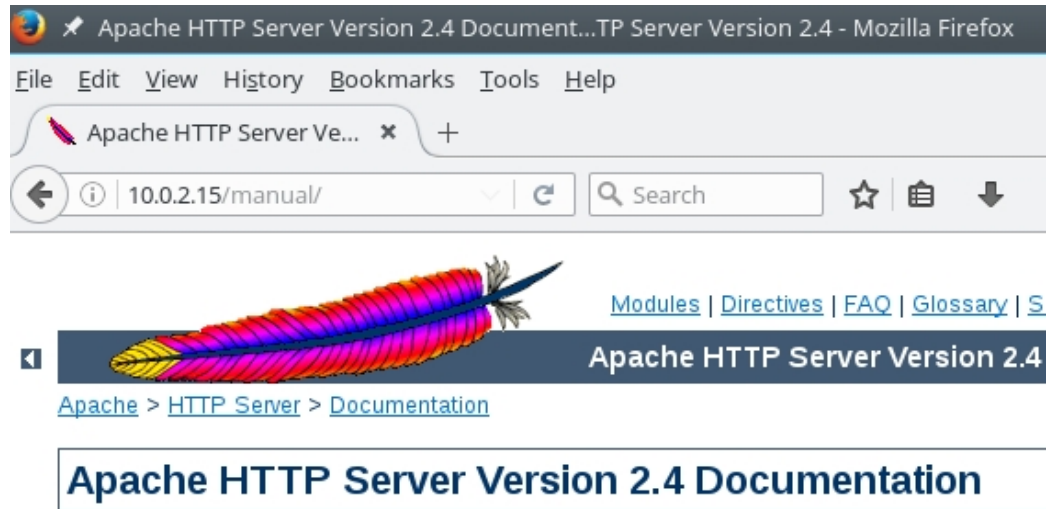 Apache HTTP Server Version 2.4 Document...TP Server Version 2.4 - Mozilla Firefox
File Edit View History Bookmarks Tools Help
Apache HTTP Server Ve...
10.0.2.15/manual/ Search
Modules | Directives | FAQ | Glossary | S
Apache HTTP Server Version 2.4
Apache > HTTP Server > Documentation
Apache HTTP Server Version 2.4 Documentation